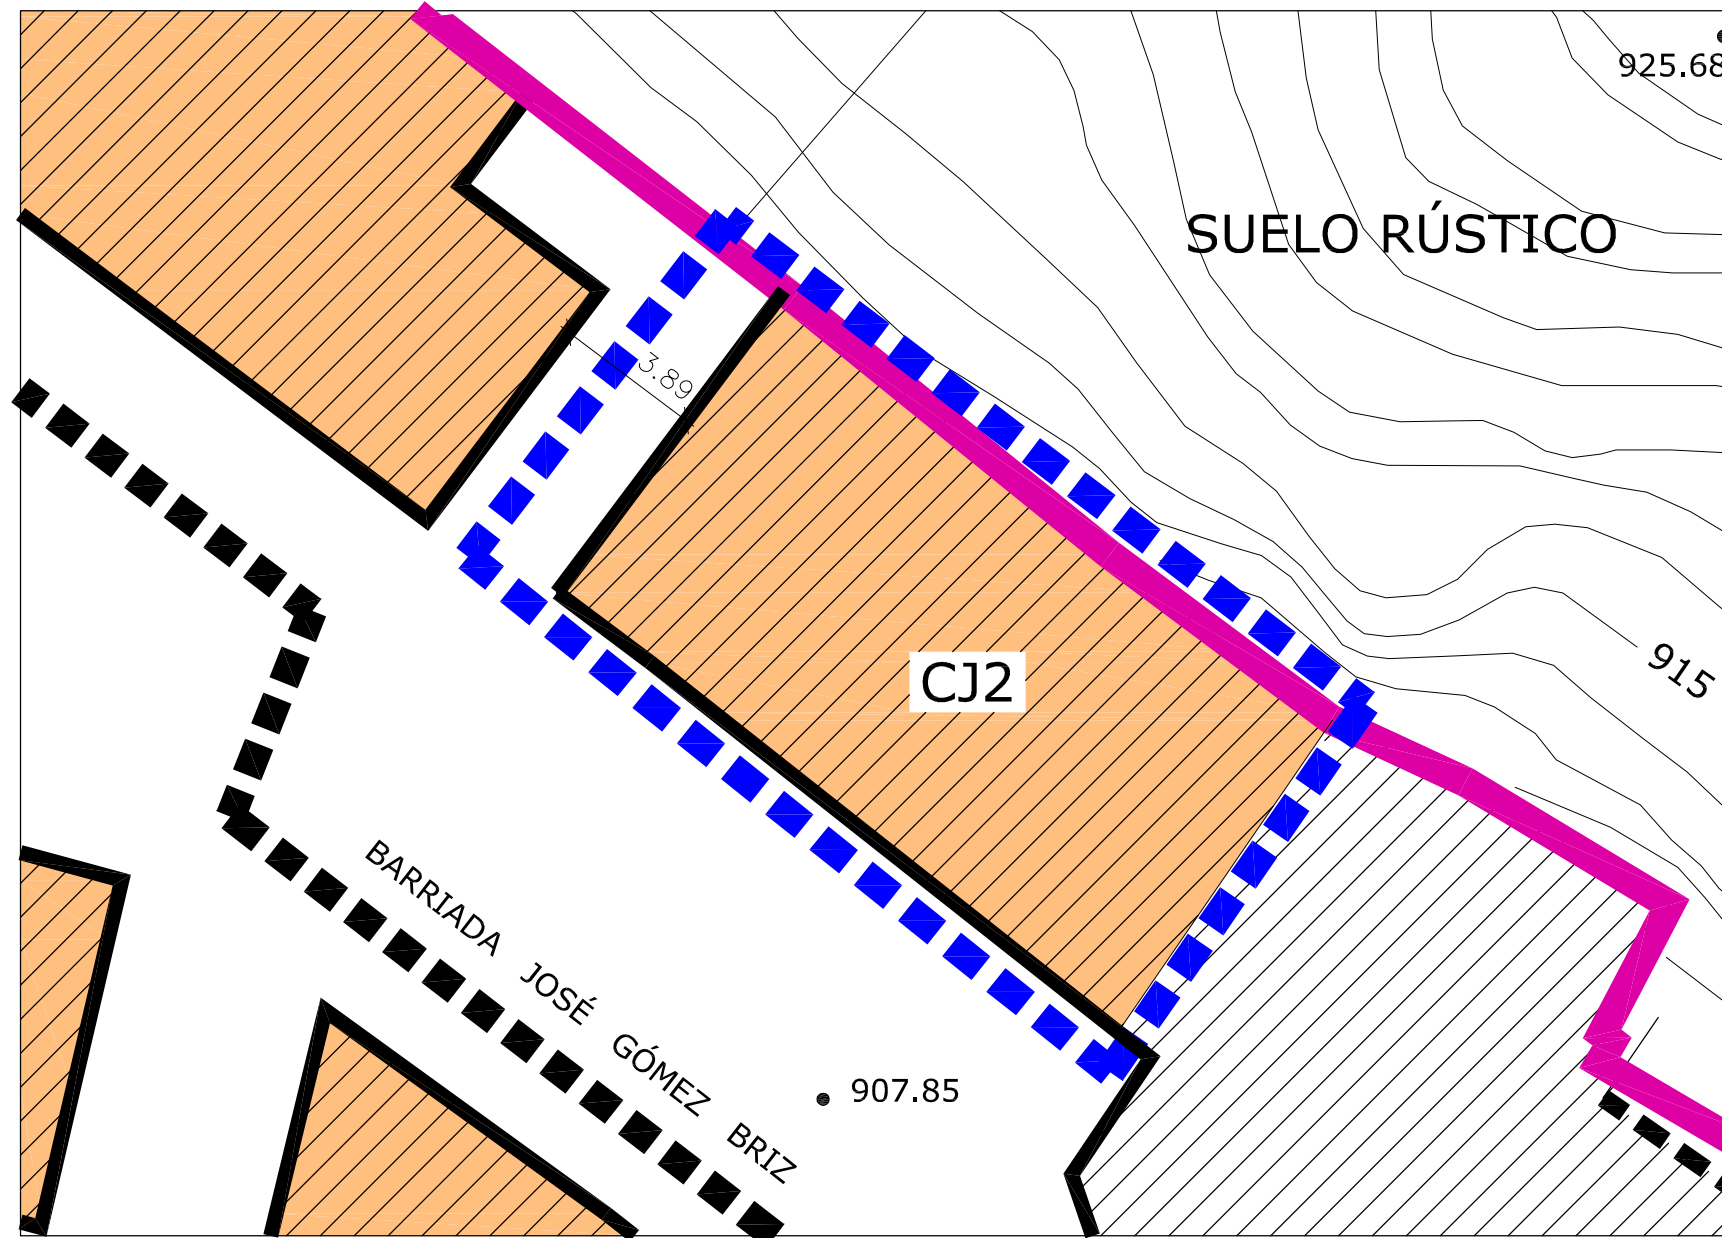 925.68
SUELO RÚSTICO
3.89
CJ2
915
BARRIADA JOSÉ GÓMEZ BRIZ
907.85